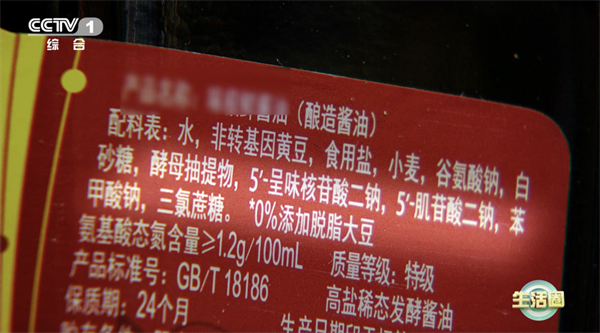 CCTV 1
综合
酱油（酿造酱油）
配料表：水，非转基因黄豆，食用盐，小麦，谷氨酸钠，白
砂糖，酵母抽提物，5′-呈味核苷酸二钠，5′-肌苷酸二钠，苯
甲酸钠，三氯蔗糖。 *0%添加脱脂大豆
氨基酸态氮含量≥1.2g/100mL 质量等级：特级
产品标准号：GB/T 18186 高盐稀态发酵酱油
保质期：24个月
生活圈